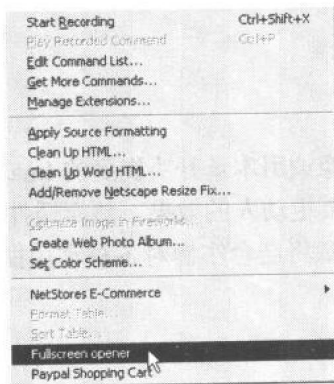 Start Recording Ctrl+Shift+X
Play Recorded Command Ctrl+P
Edit Command List...
Get More Commands...
Manage Extensions...
Apply Source Formatting
Clean Up HTML...
Clean Up Word HTML...
Add/Remove Netscape Resize Fix...
Optimize Image in Fireworks...
Create Web Photo Album...
Set Color Scheme...
NetStores E-Commerce
Format Table...
Sort Table...
Fullscreen opener
Paypal Shopping Cart